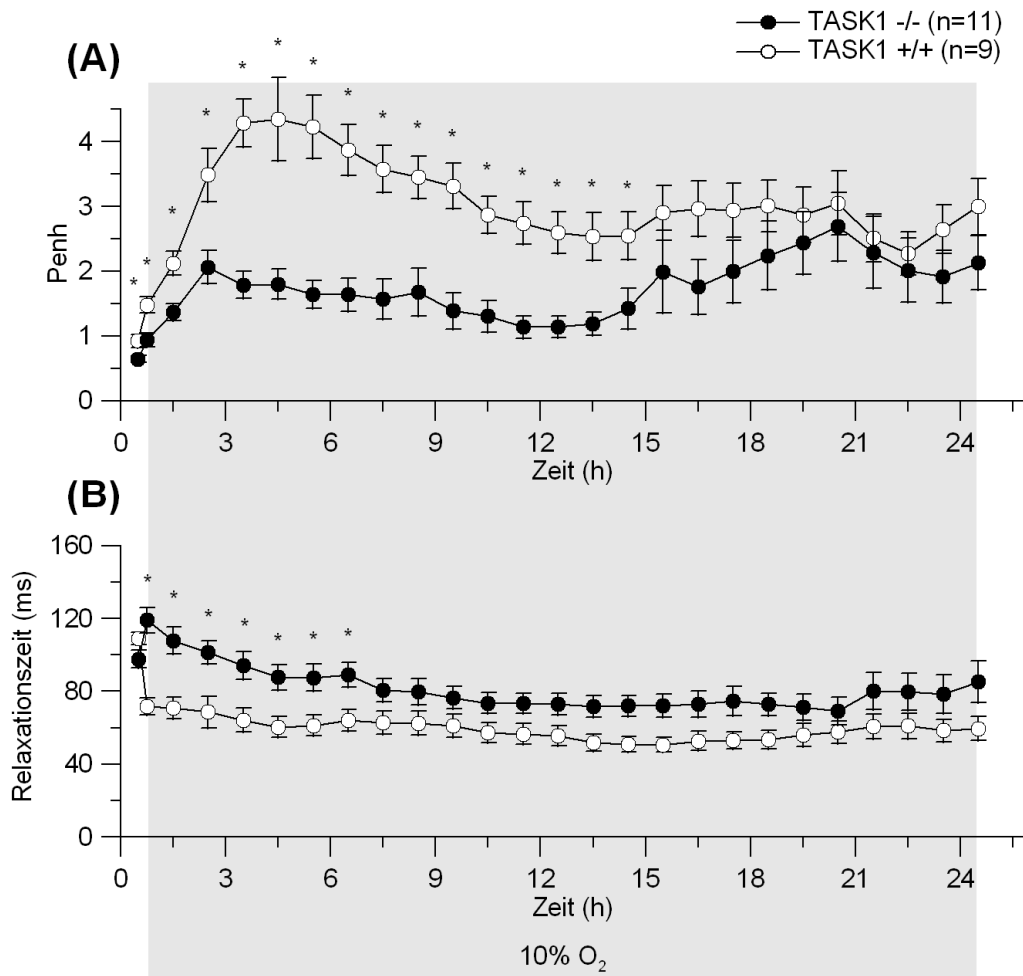 TASK1 -/- (n=11)
TASK1 +/+ (n=9)
(A)
* * * * * * * * * * * * * * * *
Penh
4
3
2
1
0
0 3 6 9 12 15 18 21 24
Zeit (h)
(B)
Relaxationszeit (ms)
160
120
80
40
0
* * * * * * *
0 3 6 9 12 15 18 21 24
Zeit (h)
10% O₂